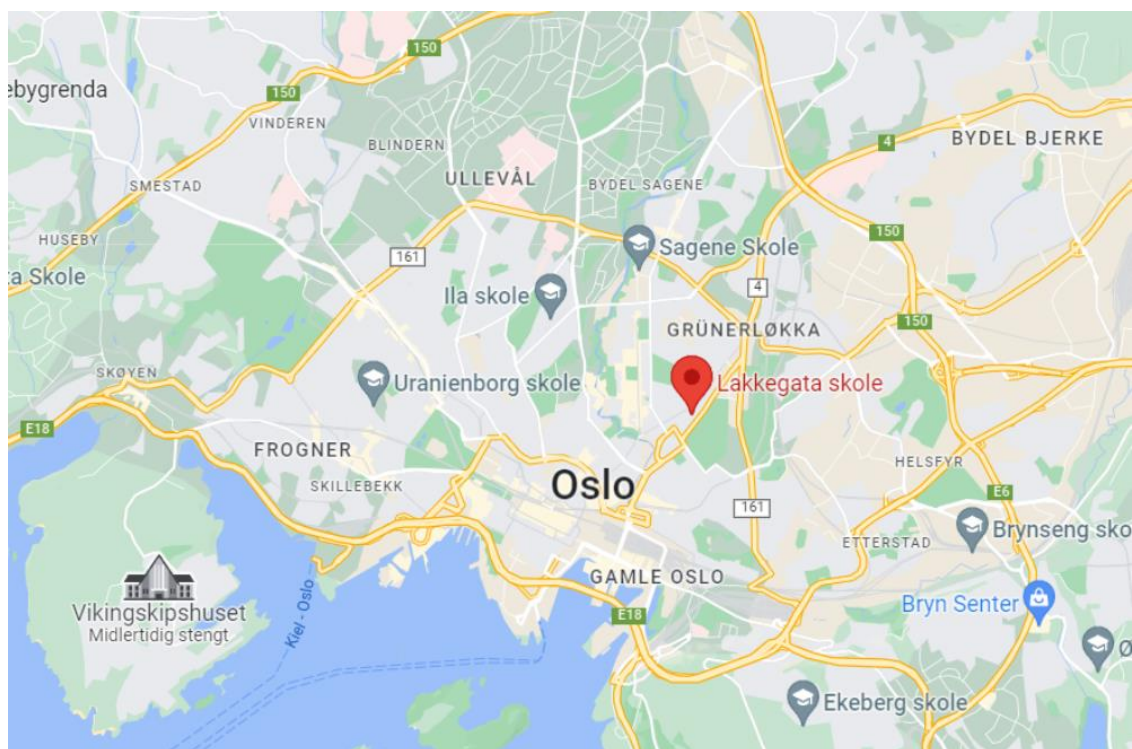 150
ebygrenda
150
VINDEREN
BLINDERN
4
BYDEL BJERKE
SMESTAD
ULLEVÅL
BYDEL SAGENE
HUSEBY
161
Sagene Skole
150
ta Skole
Ila skole
4
GRÜNERLØKKA
150
SKØYEN
Uranienborg skole
Lakkegata skole
E18
FROGNER
HELSFYR
SKILLEBEKK
Oslo
E6
161
Brynseng sko
ETTERSTAD
GAMLE OSLO
Vikingskipshuset
Midlertidig stengt
Kiel - Oslo
E18
Bryn Senter
Ø
Ekeberg skole